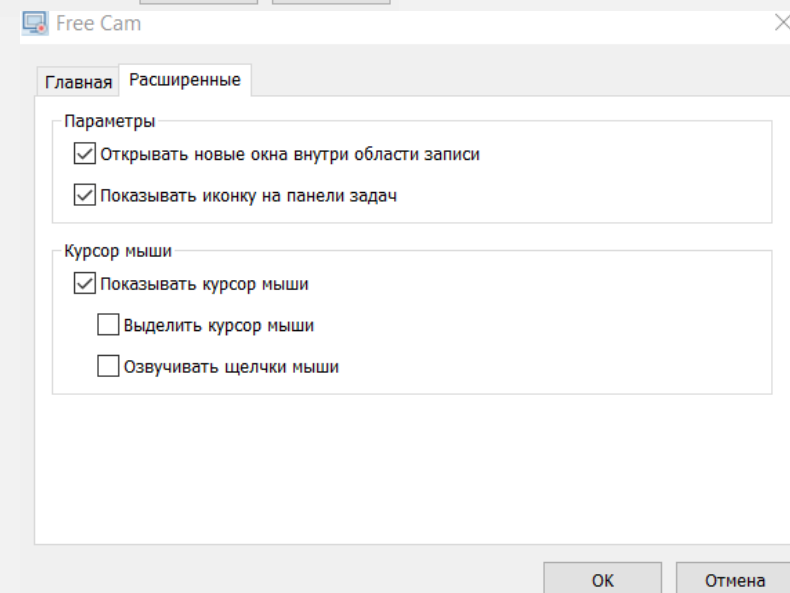 Free Cam
Главная Расширенные
Параметры
Открывать новые окна внутри области записи
Показывать иконку на панели задач
Курсор мыши
Показывать курсор мыши
Выделить курсор мыши
Озвучивать щелчки мыши
ОК Отмена